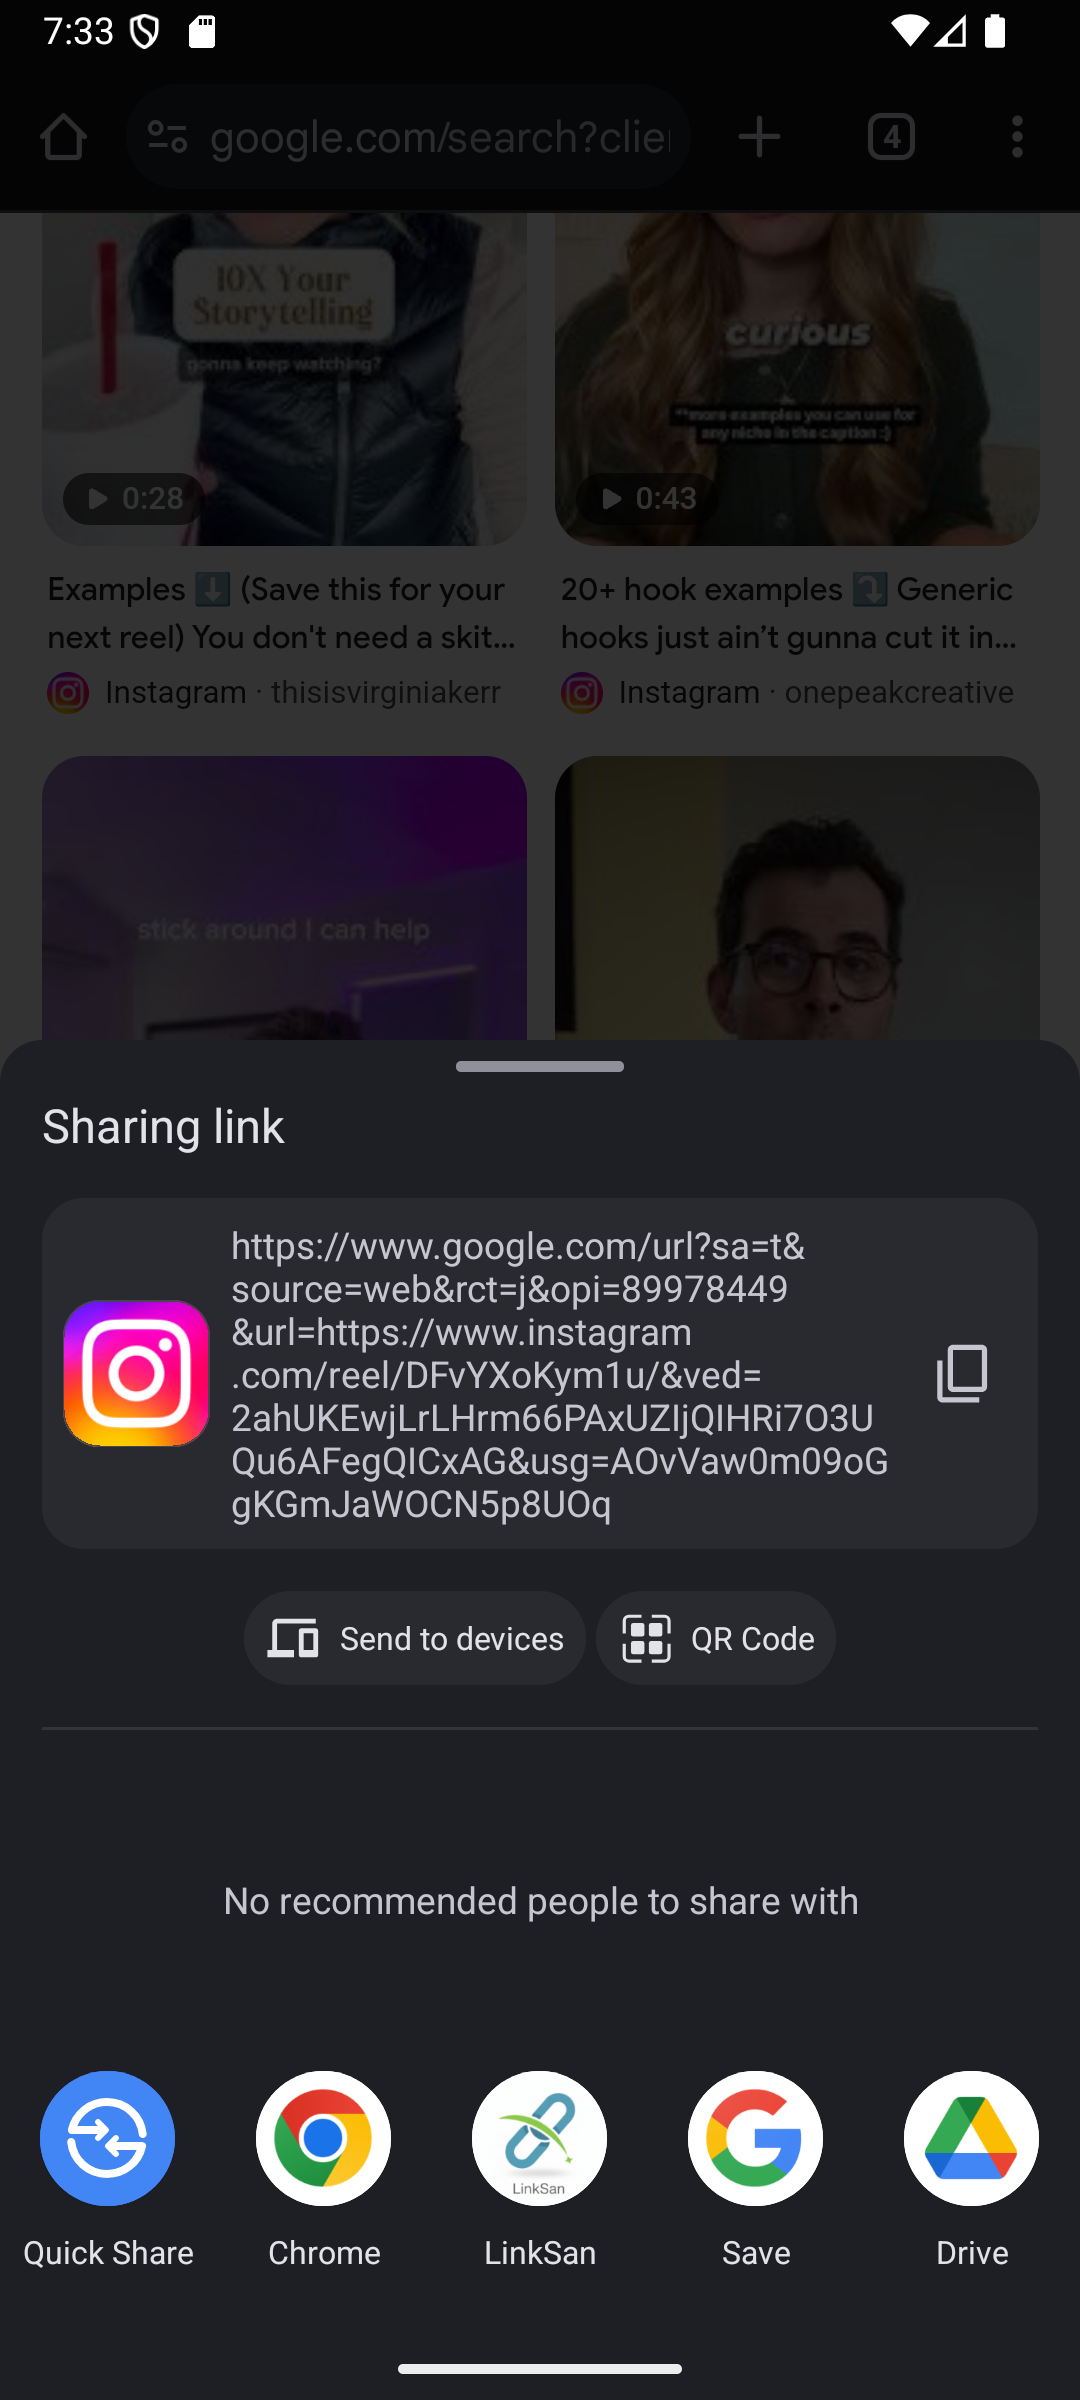 7:33
google.com/search?clie
4
10X Your
Storytelling
gonna keep watching?
curious
**more examples you can use for
any niche in the caption :)
0:28
0:43
Examples ⬇️ (Save this for your
next reel) You don't need a skit...
Instagram · thisisvirginiakerr
20+ hook examples ⤵️ Generic
hooks just ain’t gunna cut it in...
Instagram · onepeakcreative
stick around I can help
Sharing link
https://www.google.com/url?sa=t&
source=web&rct=j&opi=89978449
&url=https://www.instagram
.com/reel/DFvYXoKym1u/&ved=
2ahUKEwjLrLHrm66PAxUZIjQIHRi7O3U
Qu6AFegQICxAG&usg=AOvVaw0m09oG
gKGmJaWOCN5p8UOq
Send to devices
QR Code
No recommended people to share with
LinkSan
Quick Share
Chrome
LinkSan
Save
Drive